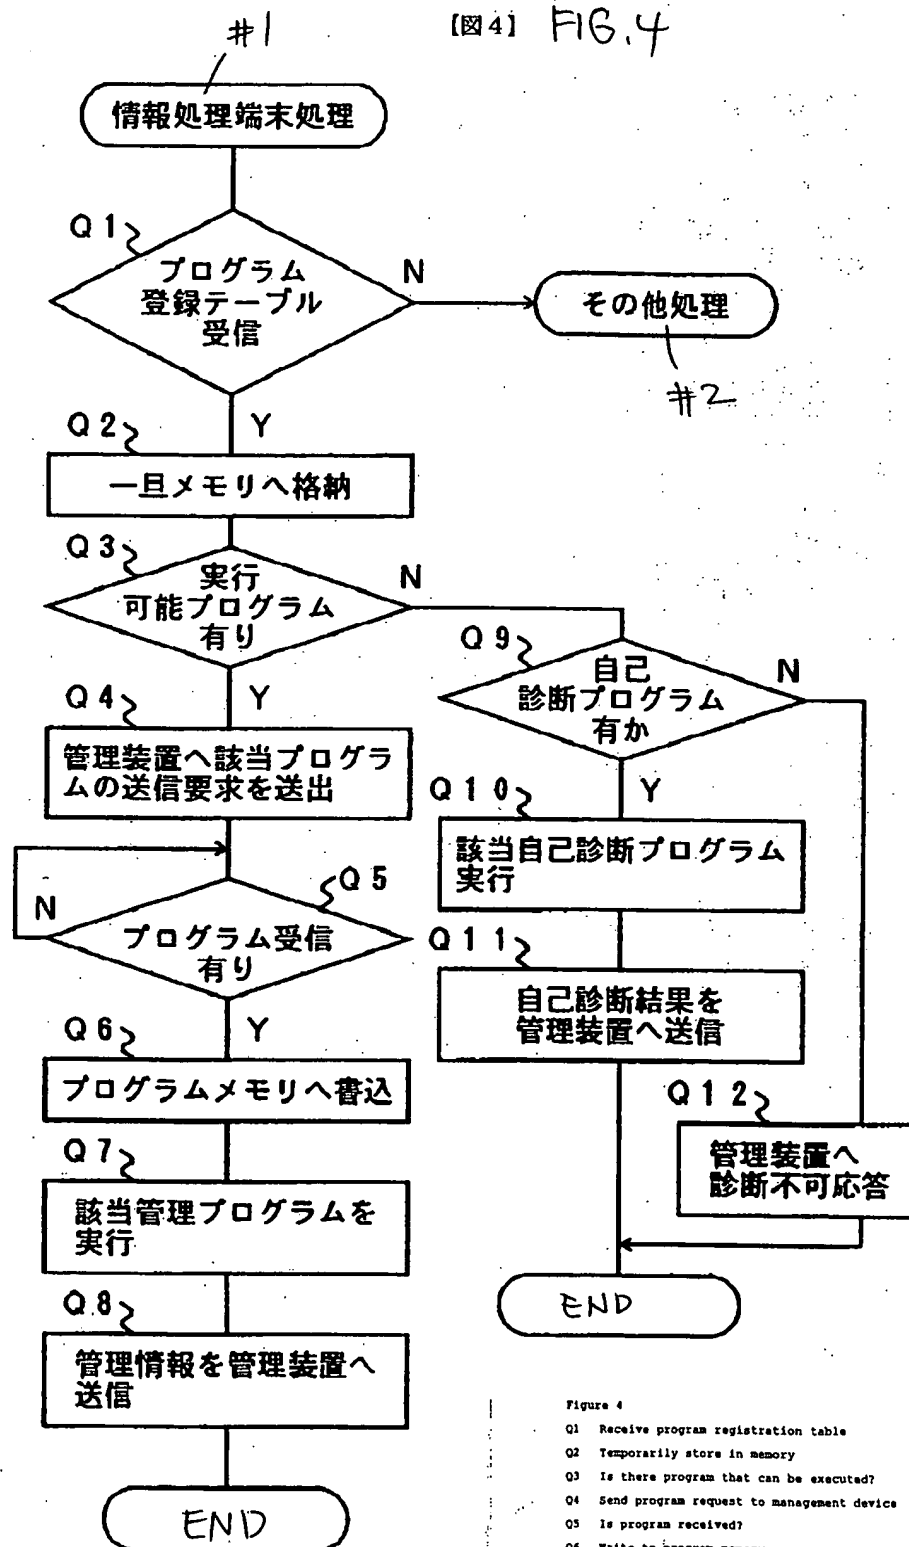 #1
【図4】 FIG.4
情報処理端末処理
Q1
プログラム
登録テーブル
受信
N
その他処理
#2
Y
Q2
一旦メモリへ格納
Q3
実行
可能プログラム
有り
N
Y
Q4
管理装置へ該当プログラ
ムの送信要求を送出
Q5
N
プログラム受信
有り
Y
Q6
プログラムメモリへ書込
Q7
該当管理プログラムを
実行
Q8
管理情報を管理装置へ
送信
END
Q9
自己
診断プログラム
有か
N
Y
Q10
該当自己診断プログラム
実行
Q11
自己診断結果を
管理装置へ送信
Q12
管理装置へ
診断不可応答
END
Figure 4
Q1 Receive program registration table
Q2 Temporarily store in memory
Q3 Is there program that can be executed?
Q4 Send program request to management device
Q5 Is program received?
Q6 Write to program memory